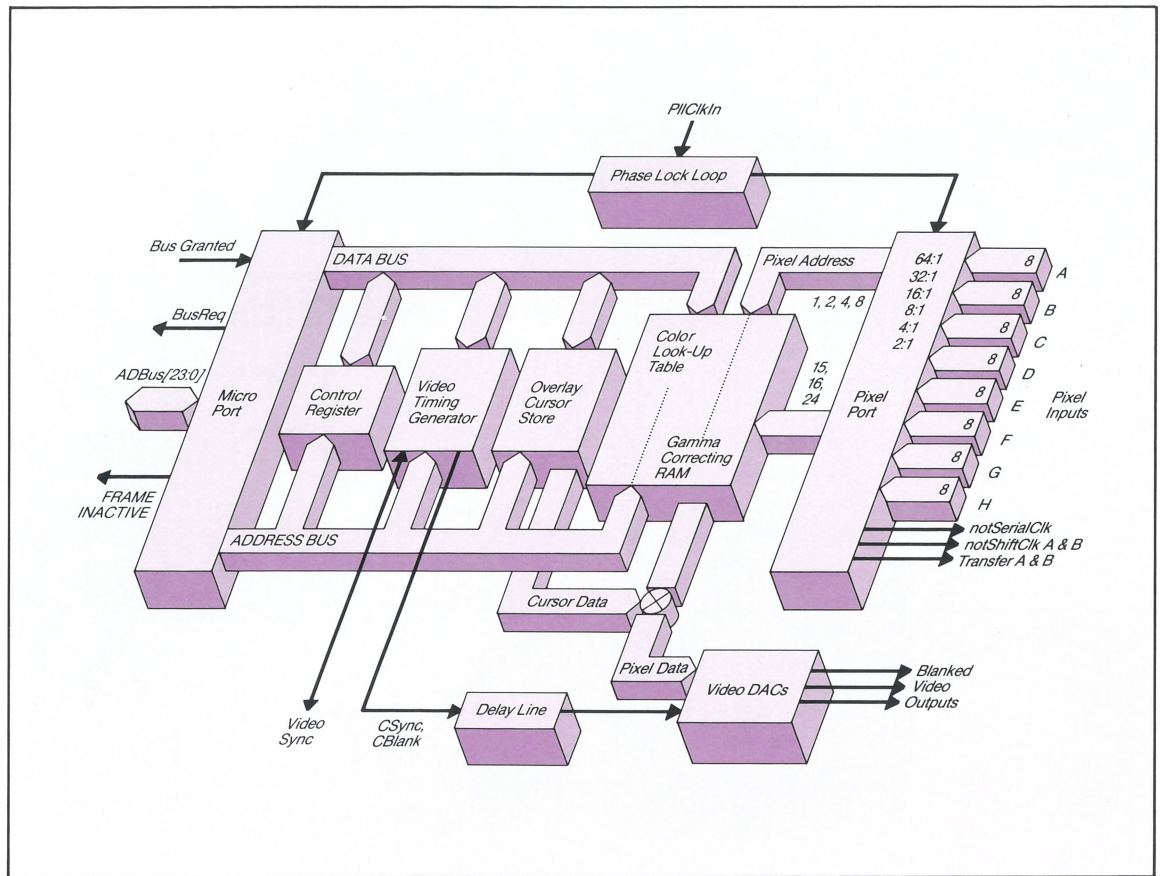 PllClkIn
Phase Lock Loop
Bus Granted
BusReq
ADBus[23:0]
FRAME
INACTIVE
Micro
Port
DATA BUS
Control
Register
Video
Timing
Generator
Overlay
Cursor
Store
Color
Look-Up
Table
Gamma
Correcting
RAM
Pixel Address
1, 2, 4, 8
15,
16,
24
64:1
32:1
16:1
8:1
4:1
2:1
Pixel
Port
8
A
8
B
8
C
8
D
8
E
8
F
8
G
8
H
Pixel
Inputs
notSerialClk
notShiftClk A & B
Transfer A & B
ADDRESS BUS
Cursor Data
Pixel Data
Video DACs
Blanked
Video
Outputs
Delay Line
Video
Sync
CSync,
CBlank